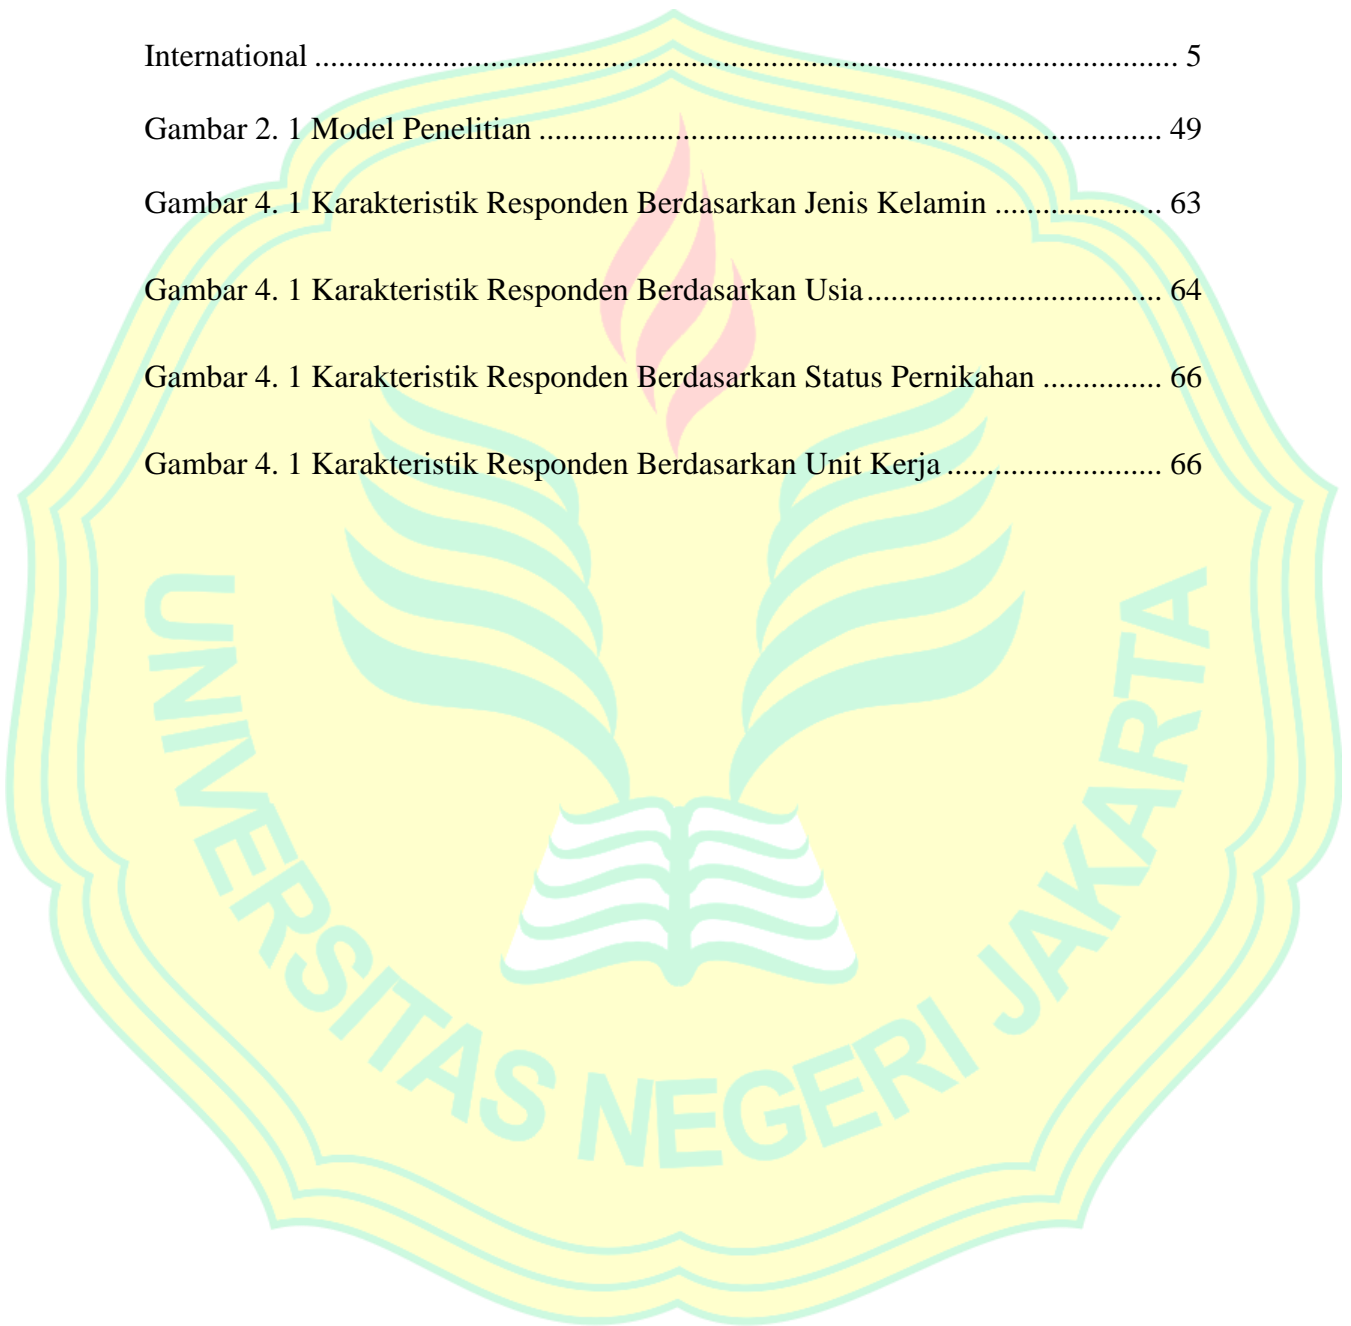 International .......................................................................................................... 5
Gambar 2. 1 Model Penelitian ............................................................................ 49
Gambar 4. 1 Karakteristik Responden Berdasarkan Jenis Kelamin .................... 63
Gambar 4. 1 Karakteristik Responden Berdasarkan Usia .................................... 64
Gambar 4. 1 Karakteristik Responden Berdasarkan Status Pernikahan ............... 66
Gambar 4. 1 Karakteristik Responden Berdasarkan Unit Kerja .......................... 66
UNIVERSITAS NEGERI JAKARTA